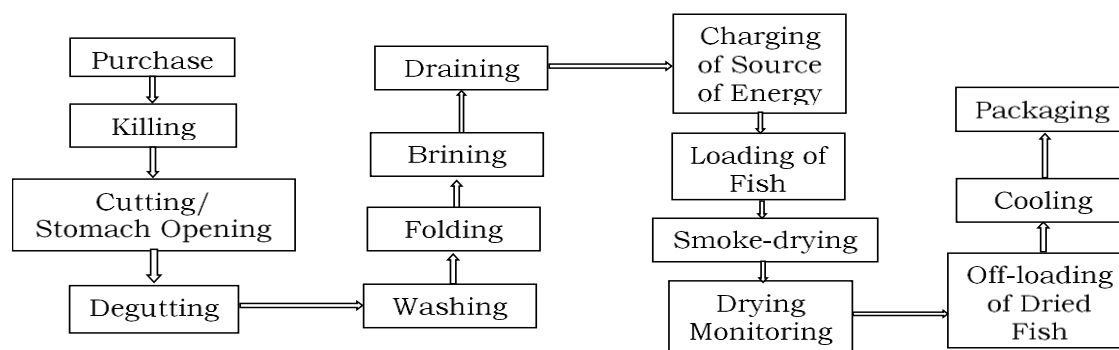 Purchase
Killing
Cutting/
Stomach Opening
Degutting
Washing
Folding
Brining
Draining
Charging
of Source
of Energy
Loading of
Fish
Smoke-drying
Drying
Monitoring
Off-loading
of Dried
Fish
Cooling
Packaging